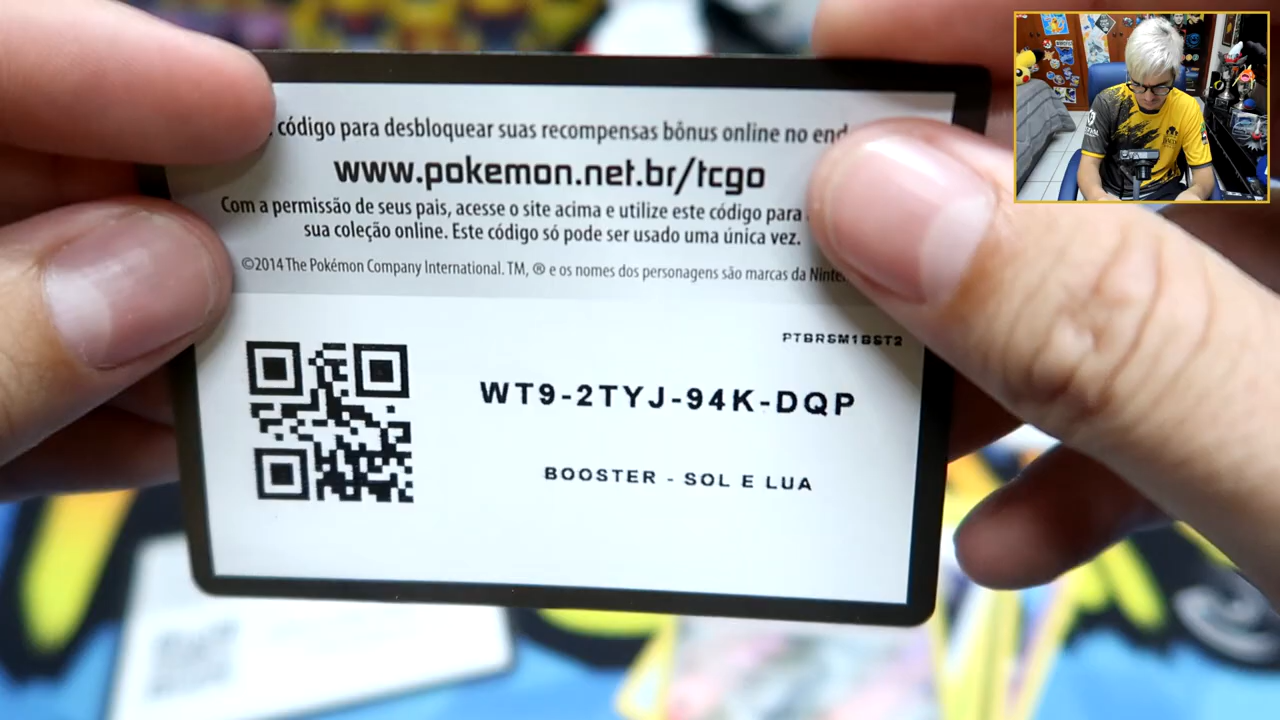 código para desbloquear suas recompensas bônus online no end
www.pokemon.net.br/tcgo
Com a permissão de seus pais, acesse o site acima e utilize este código para
sua coleção online. Este código só pode ser usado uma única vez.
©2014 The Pokémon Company International. TM, ® e os nomes dos personagens são marcas da Ninte
PTBRSM1BST2
WT9-2TYJ-94K-DQP
BOOSTER - SOL E LUA